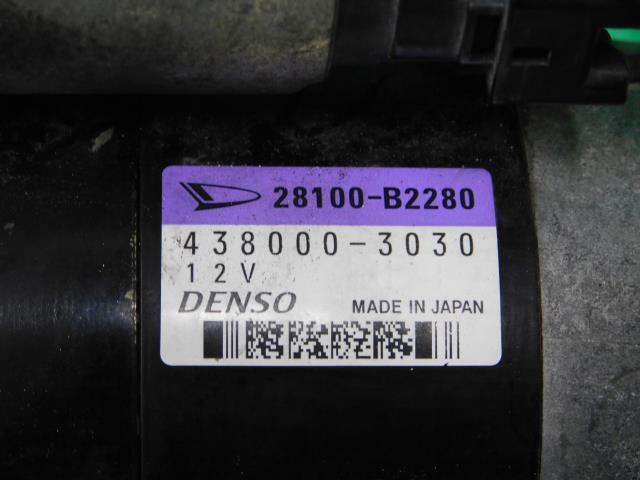 28100-B2280
438000-3030
12V
DENSO MADE IN JAPAN